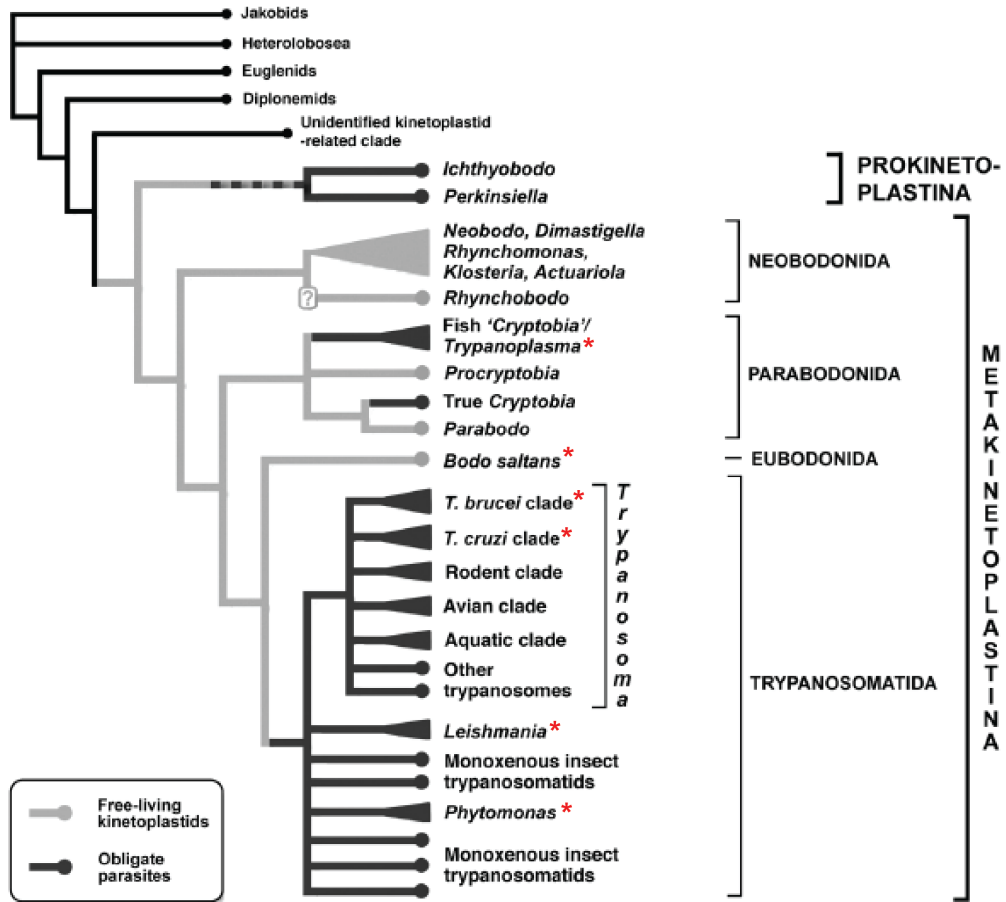 Jakobids
Heterolobosea
Euglenids
Diplonemids
Unidentified kinetoplastid
-related clade
Ichthyobodo
Perkinsiella
PROKINETO-
PLASTINA
Neobodo, Dimastigella
Rhynchomonas,
Klosteria, Actuariola
?
Rhynchobodo
NEOBODONIDA
Fish ‘Cryptobia’/
Trypanoplasma *
Procryptobia
True Cryptobia
Parabodo
PARABODONIDA
Bodo saltans *
EUBODONIDA
T. brucei clade *
T. cruzi clade *
Rodent clade
Avian clade
Aquatic clade
Other
trypanosomes
Trypanosoma
Leishmania *
Monoxenous insect
trypanosomatids
Phytomonas *
Monoxenous insect
trypanosomatids
TRYPANOSOMATIDA
METAKINETOPLASTINA
Free-living
kinetoplastids
Obligate
parasites